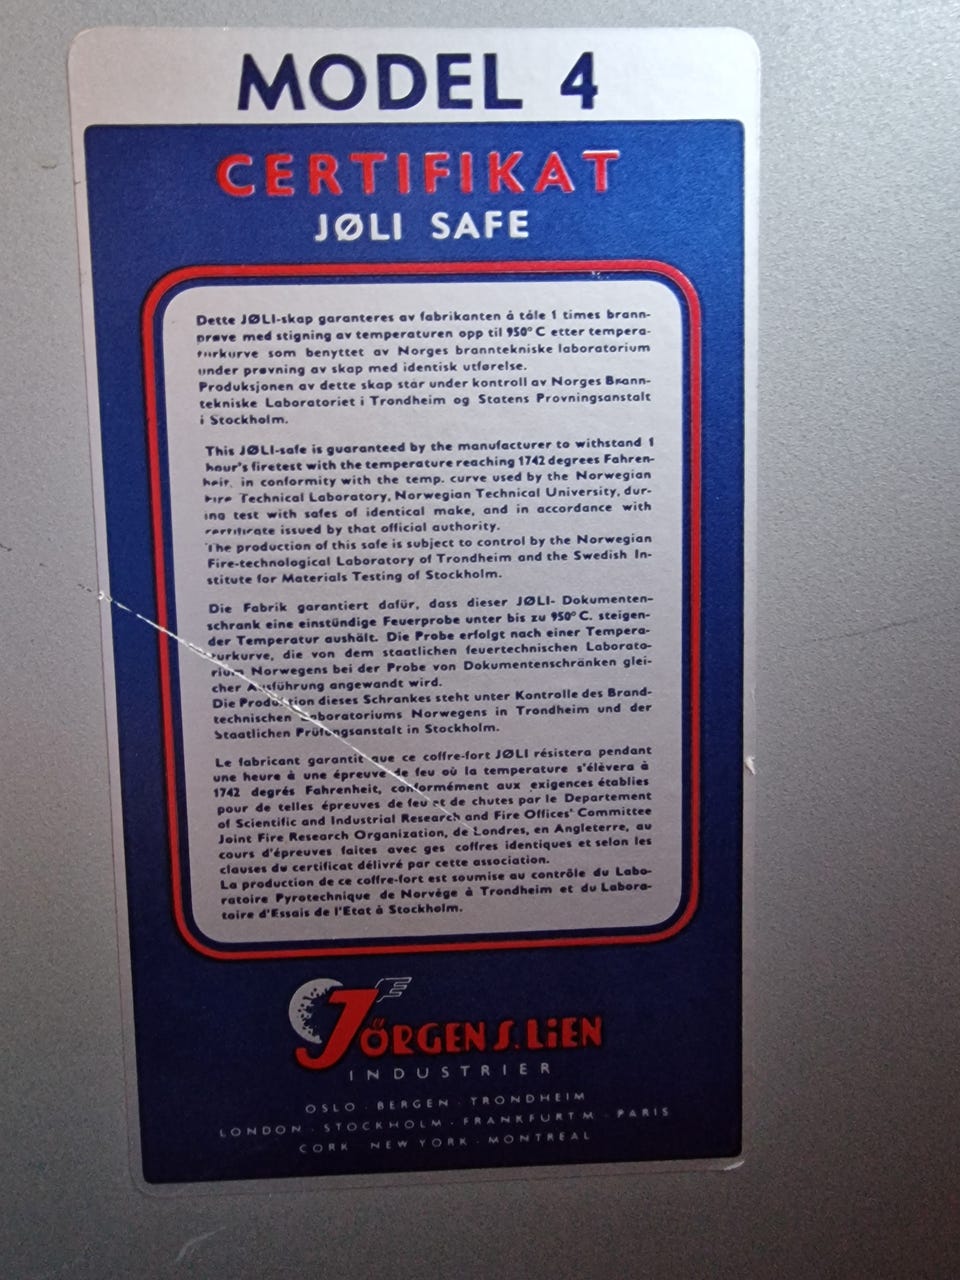 MODEL 4
CERTIFIKAT
JØLI SAFE
Dette JØLI-skap garanteres av fabrikanten å tåle 1 times brann-
prøve med stigning av temperaturen opp til 950° C etter tempera-
turkurve som benyttet av Norges branntekniske laboratorium
under prøvning av skap med identisk utførelse.
Produksjonen av dette skap står under kontroll av Norges Brann-
tekniske Laboratoriet i Trondheim og Statens Provningsanstalt
i Stockholm.
This JØLI-safe is guaranteed by the manufacturer to withstand 1
hour's firetest with the temperature reaching 1742 degrees Fahren-
heit, in conformity with the temp. curve used by the Norwegian
Fire Technical Laboratory, Norwegian Technical University, dur-
ing test with safes of identical make, and in accordance with
certificate issued by that official authority.
The production of this safe is subject to control by the Norwegian
Fire-technological Laboratory of Trondheim and the Swedish In-
stitute for Materials Testing of Stockholm.
Die Fabrik garantiert dafür, dass dieser JØLI- Dokumenten-
schrank eine einstündige Feuerprobe unter bis zu 950° C. steigen-
der Temperatur aushält. Die Probe erfolgt nach einer Tempera-
turkurve, die von dem staatlichen feuertechnischen Laborato-
rium Norwegens bei der Probe von Dokumentenschränken glei-
cher Ausführung angewandt wird.
Die Produktion dieses Schrankes steht unter Kontrolle des Brand-
technischen Laboratoriums Norwegens in Trondheim und der
Staatlichen Prüfongsanstalt in Stockholm.
Le fabricant garantit que ce coffre-fort JØLI résistera pendant
une heure à une épreuve de feu où la temperature s'élèvera à
1742 degrés Fahrenheit, conformément aux exigences établies
pour de telles épreuves de feu et de chutes par le Departement
of Scientific and Industrial Research and Fire Offices' Committee
Joint Fire Research Organization, de Londres, en Angleterre, au
cours d'épreuves faites avec ges coffres identiques et selon les
clauses du certificat délivré par cette association.
La production de ce coffre-fort est soumise au contrôle du Labo-
ratoire Pyrotechnique de Norvége à Trondheim et du Labora-
toire d'Essais de l'Etat à Stockholm.
JÖRGEN S. LIEN
INDUSTRIER
OSLO · BERGEN · TRONDHEIM
LONDON · STOCKHOLM · FRANKFURT M · PARIS
CORK · NEW YORK · MONTREAL